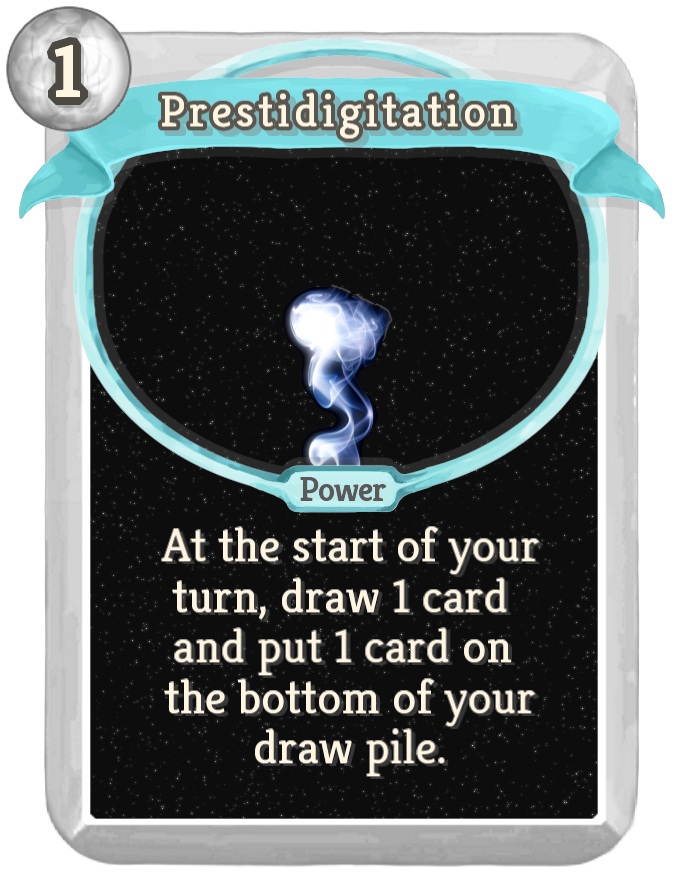 1
Prestidigitation
Power
At the start of your
turn, draw 1 card
and put 1 card on
the bottom of your
draw pile.